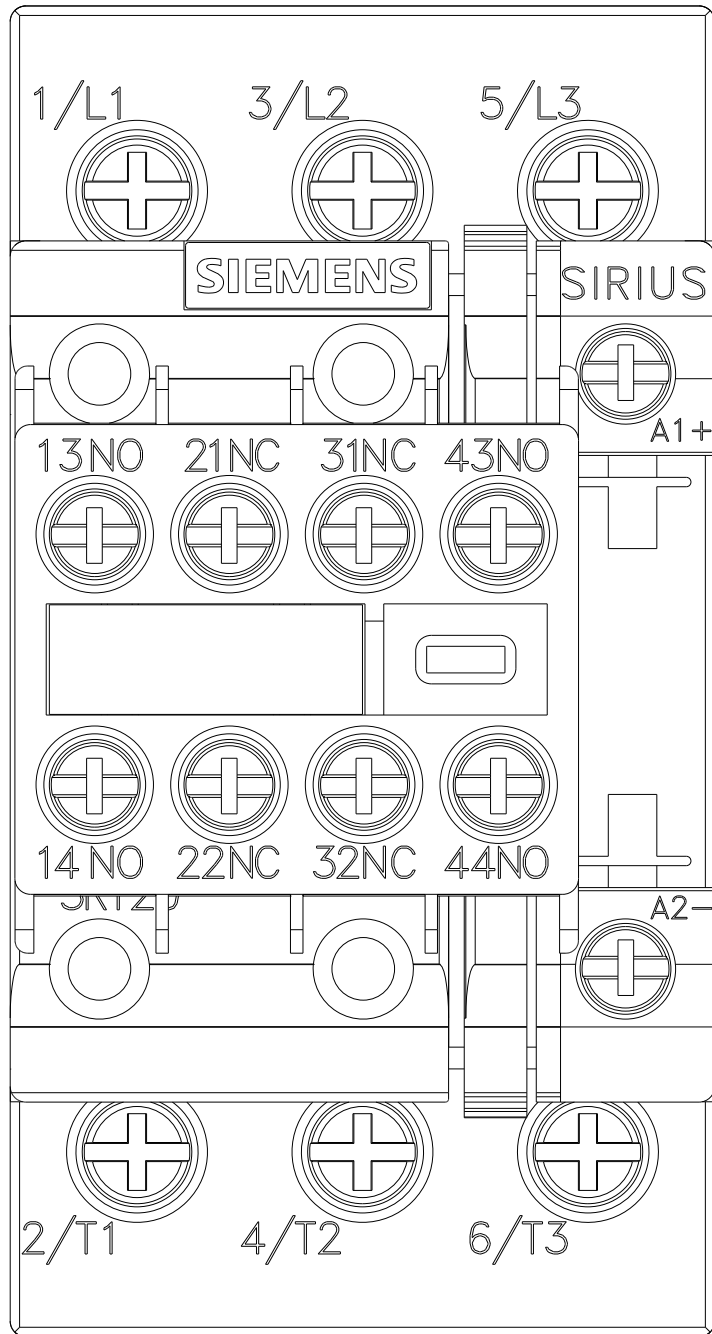 1/L1 3/L2 5/L3
SIEMENS SIRIUS
A1+
13NO 21NC 31NC 43NO
14NO 22NC 32NC 44NO
A2-
2/T1 4/T2 6/T3